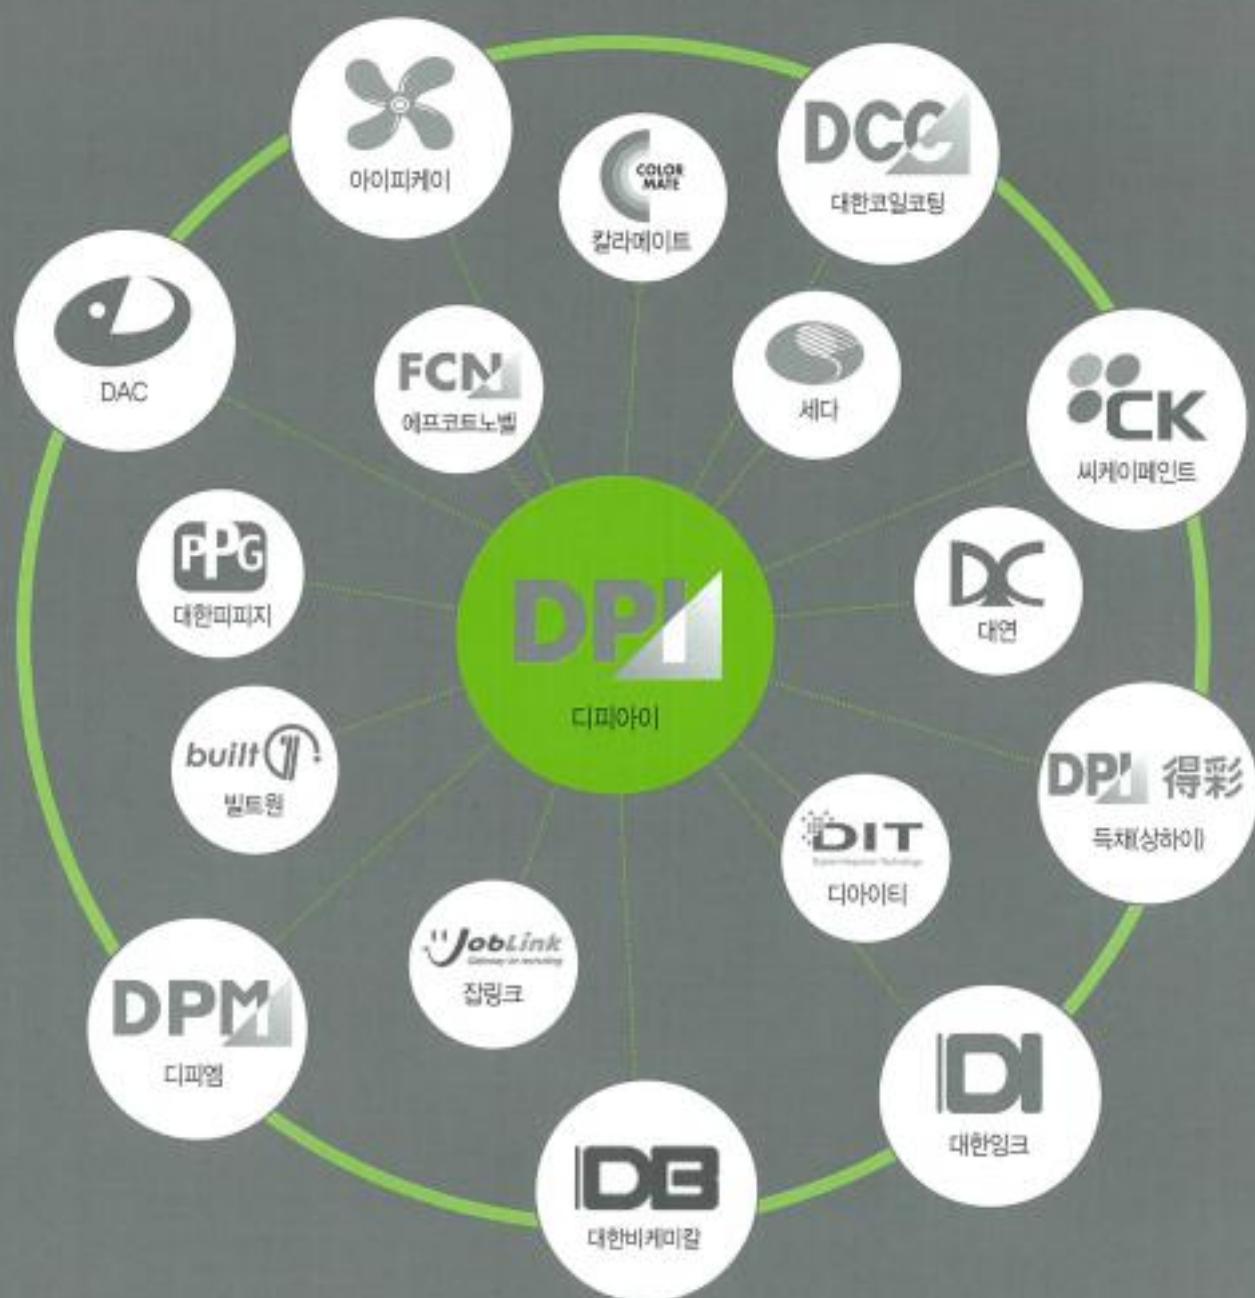 아이피케이
COLOR
MATE
칼라메이트
DCC
대한코일코팅
DAC
FCN
에프코트노벨
세다
CK
씨케이페인트
PPG
대한피피지
DPI
디피아이
DC
대연
built
빌트원
DPI 得彩
득채(상하이)
DIT
디아이티
JobLink
Gateway on recruiting
잡링크
DPM
디피엠
DI
대한잉크
DB
대한비케미칼